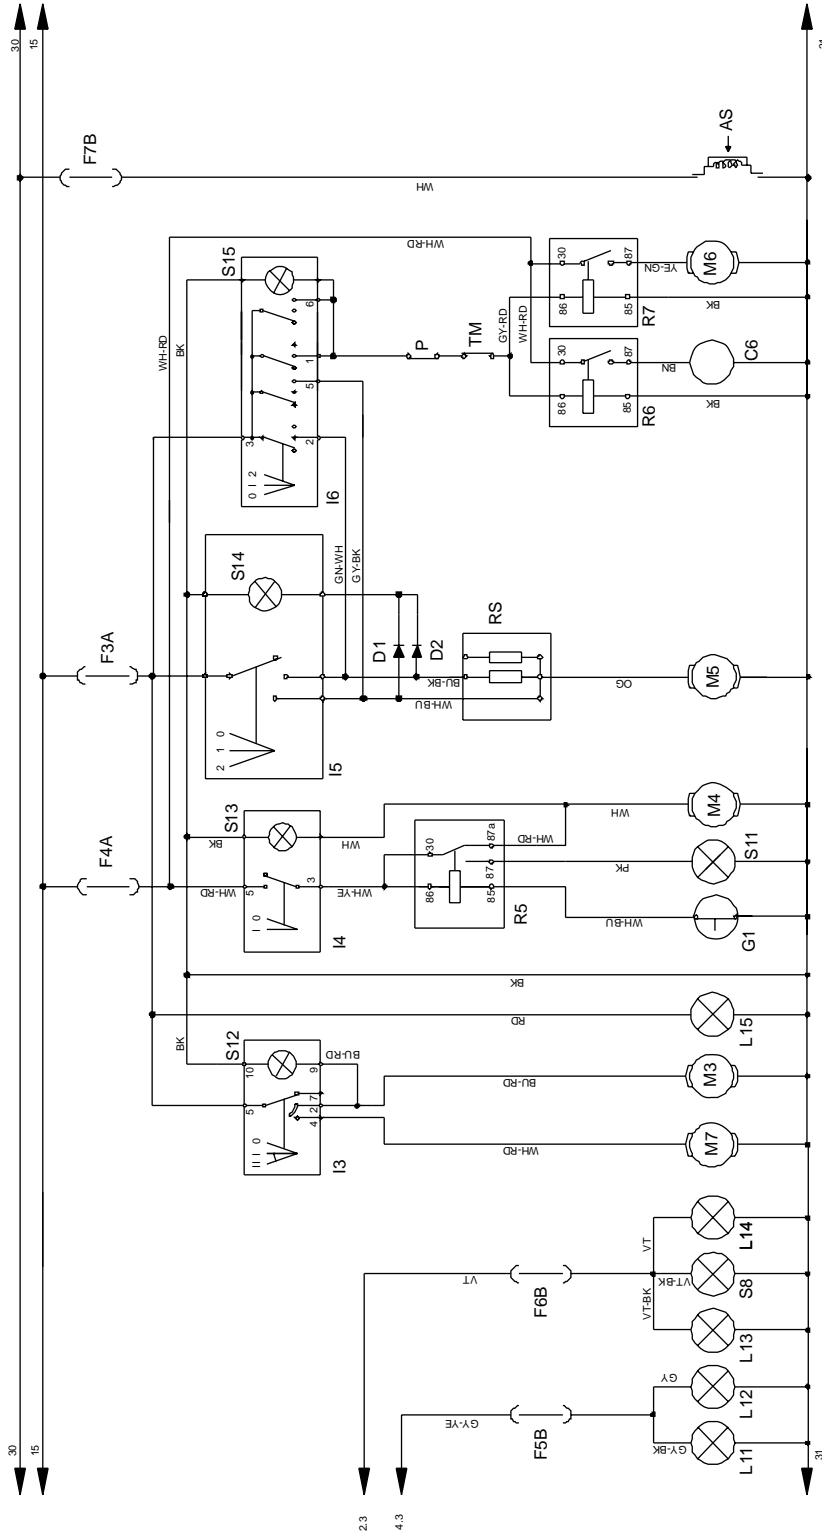 30
30
15
15
F7B
F4A
F3A
WH-RD
BK
BK
BK
S12
S13
S14
S15
10
5
5
3
WH-RD
II I 0
I 0
2 1 0
0 I 2
4
2
7
9
3
2
5
1
6
BU-RD
WH-YE
WH
I3
I4
I5
I6
GN-WH
GY-BK
2.3
4.3
D1
D2
WH-BU
BU-BK
RS
P
TM
WH
WH-RD
GY-RD
WH-RD
86
30
85
87
87a
R5
WH-RD
VT
GY-YE
F6B
F5B
86
30
85
87
R6
86
30
85
87
R7
GY-BK
GY
VT-BK
VT-BK
VT
WH-RD
BU-RD
RD
BK
WH-BU
PK
WH
OG
BK
BN
BK
YE-GN
M7
M3
M4
M5
M6
AS
L11
L12
L13
S8
L14
L15
G1
S11
C6
31
31